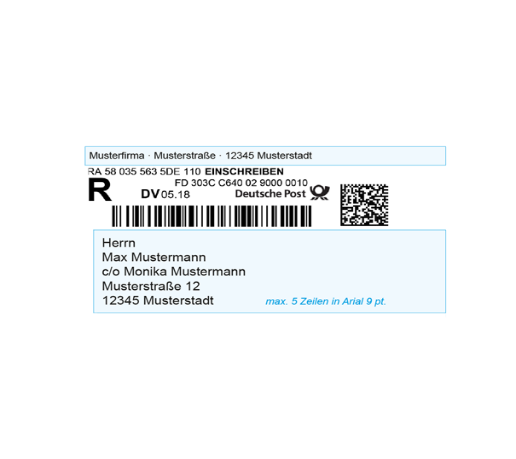 Musterfirma · Musterstraße · 12345 Musterstadt
RA 58 035 563 5DE 110 EINSCHREIBEN
FD 303C C640 02 9000 0010
R DV 05.18 Deutsche Post
Herrn
Max Mustermann
c/o Monika Mustermann
Musterstraße 12
12345 Musterstadt max. 5 Zeilen in Arial 9 pt.